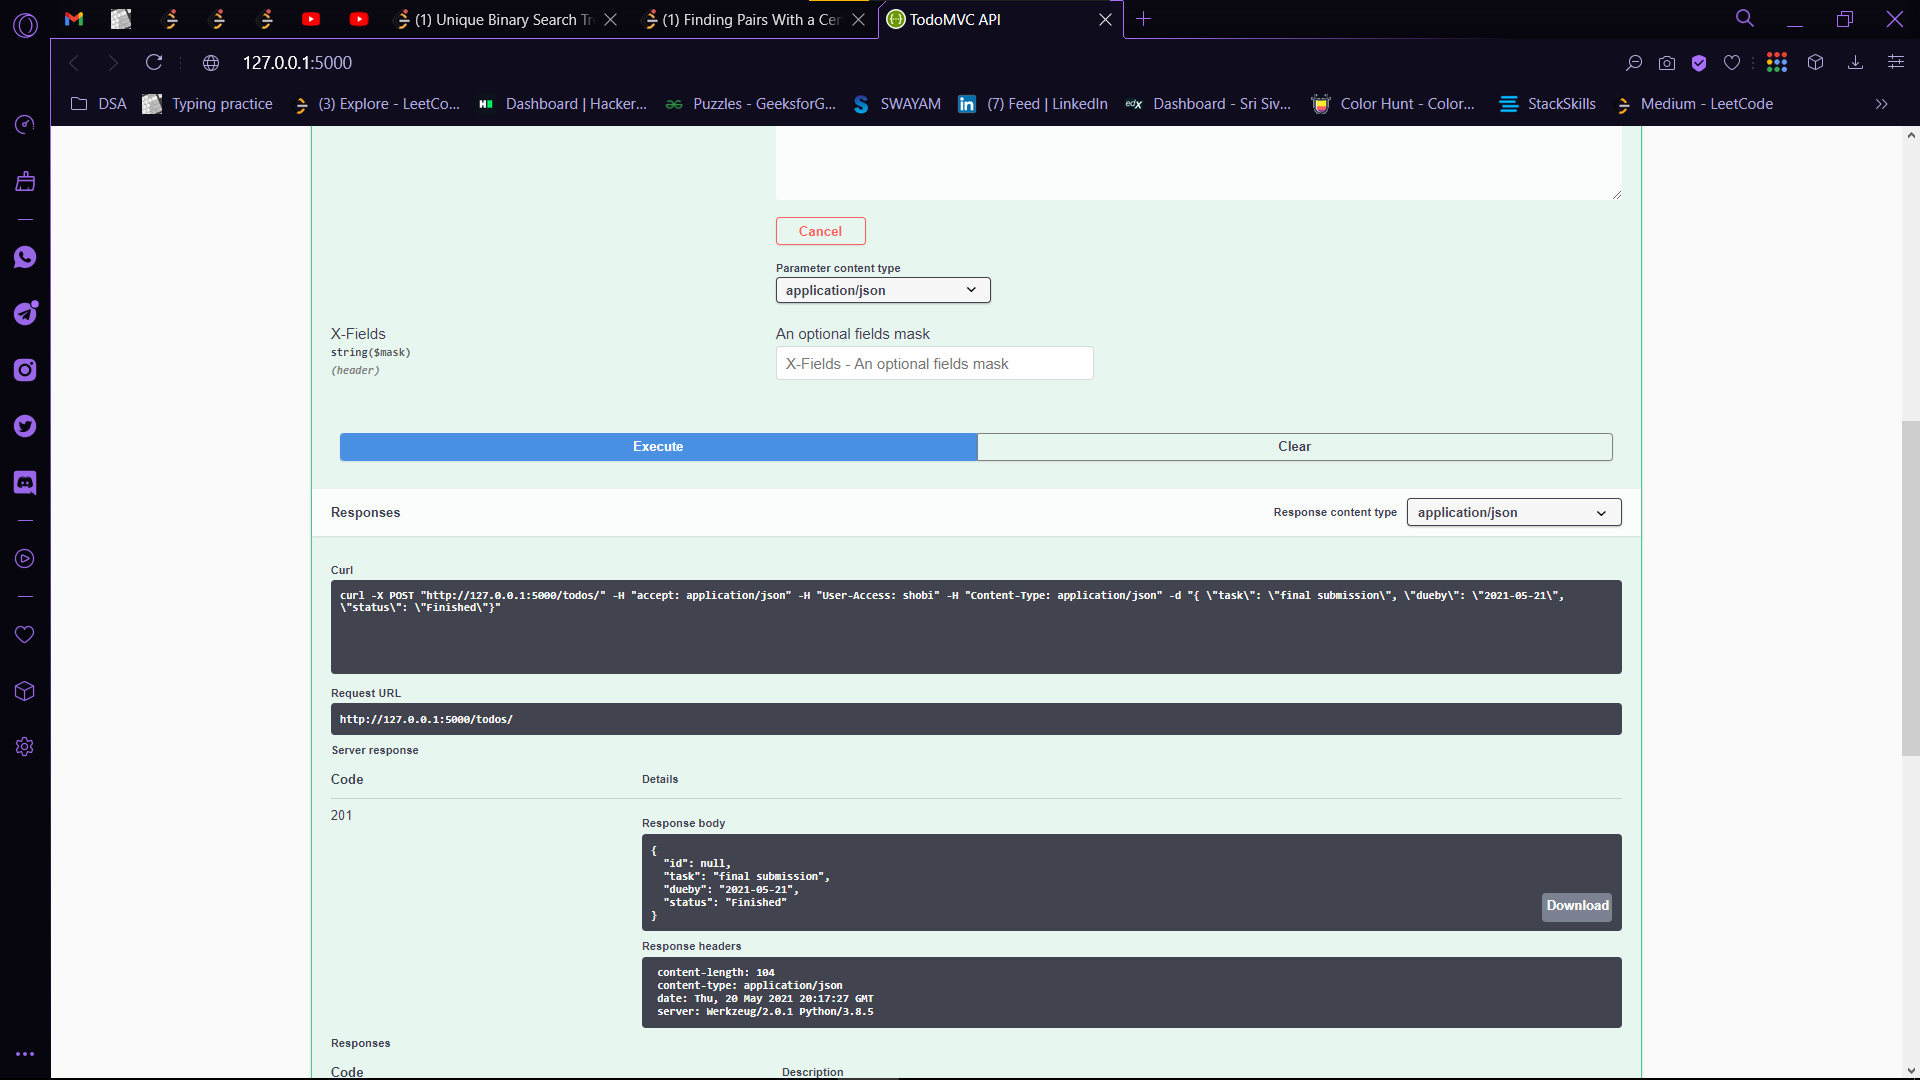 (1) Unique Binary Search Tr
(1) Finding Pairs With a Cer
TodoMVC API
127.0.0.1:5000
DSA
Typing practice
(3) Explore - LeetCo...
Dashboard | Hacker...
Puzzles - GeeksforG...
SWAYAM
(7) Feed | LinkedIn
edX
Dashboard - Sri Siv...
Color Hunt - Color...
StackSkills
Medium - LeetCode
Cancel
Parameter content type
application/json
X-Fields
An optional fields mask
string($mask)
(header)
X-Fields - An optional fields mask
Execute
Clear
Responses
Response content type
application/json
Curl
curl -X POST "http://127.0.0.1:5000/todos/" -H "accept: application/json" -H "User-Access: shobi" -H "Content-Type: application/json" -d "{ \"task\": \"final submission\", \"dueby\": \"2021-05-21\",
\"status\": \"Finished\"}"
Request URL
http://127.0.0.1:5000/todos/
Server response
Code
Details
201
Response body
{
"id": null,
"task": "final submission",
"dueby": "2021-05-21",
"status": "Finished"
}
Download
Response headers
content-length: 104
content-type: application/json
date: Thu, 20 May 2021 20:17:27 GMT
server: Werkzeug/2.0.1 Python/3.8.5
Responses
Code
Description